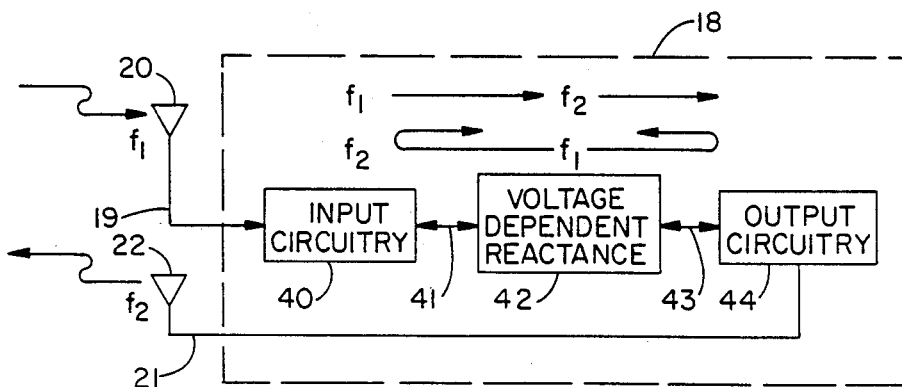 18
20
f1 f2
f1
f2 f1
19
INPUT CIRCUITRY
VOLTAGE DEPENDENT REACTANCE
OUTPUT CIRCUITRY
22
40 41 42 43 44
f2
21